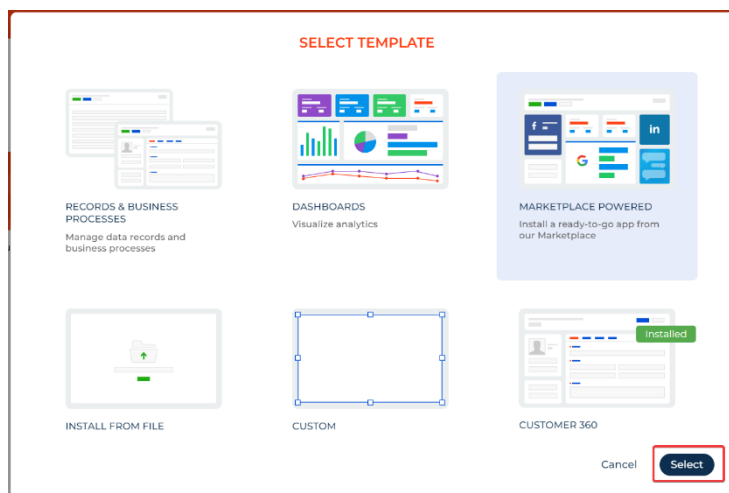 SELECT TEMPLATE
RECORDS & BUSINESS
PROCESSES
Manage data records and
business processes
DASHBOARDS
Visualize analytics
MARKETPLACE POWERED
Install a ready-to-go app from
our Marketplace
f
in
G
INSTALL FROM FILE
CUSTOM
Installed
CUSTOMER 360
Cancel
Select